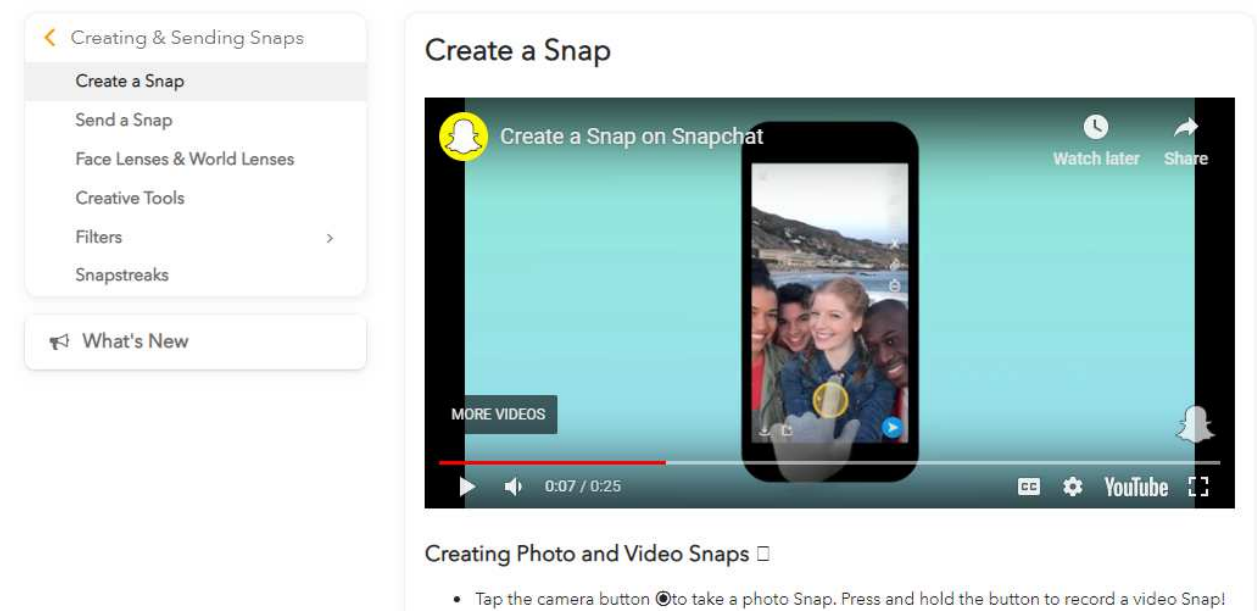 Creating & Sending Snaps
Create a Snap
Send a Snap
Face Lenses & World Lenses
Creative Tools
Filters
Snapstreaks
What's New
Create a Snap
Create a Snap on Snapchat
Watch later
Share
MORE VIDEOS
0:07 / 0:25
CC
YouTube
Creating Photo and Video Snaps
• Tap the camera button to take a photo Snap. Press and hold the button to record a video Snap!